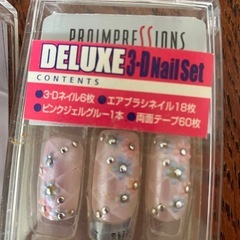 PROIMPRESSIONS
DELUXE 3-D Nail Set
CONTENTS
●3-Dネイル6枚 ●エアブラシネイル18枚
●ピンクジェルグルー1本 ●両面テープ60枚